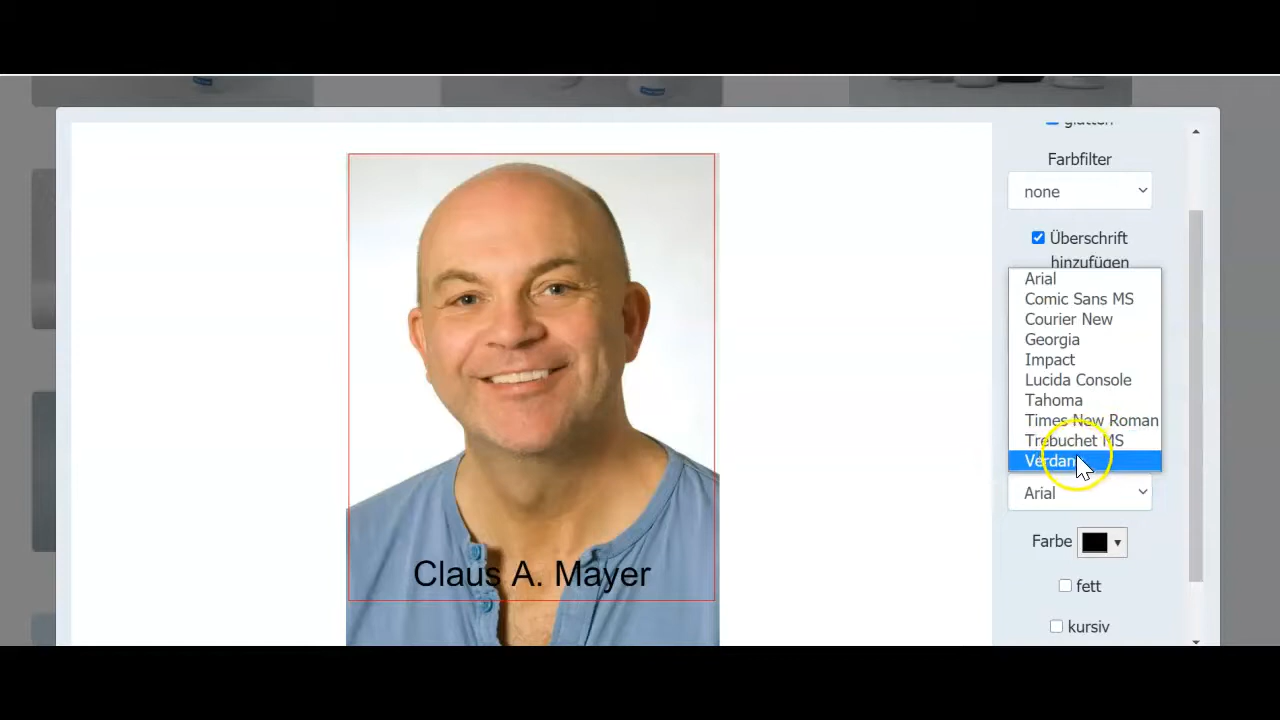 glätten
Farbfilter
none
Überschrift
hinzufügen
Arial
Comic Sans MS
Courier New
Georgia
Impact
Lucida Console
Tahoma
Times New Roman
Trebuchet MS
Verdana
Arial
Farbe
fett
kursiv
Claus A. Mayer